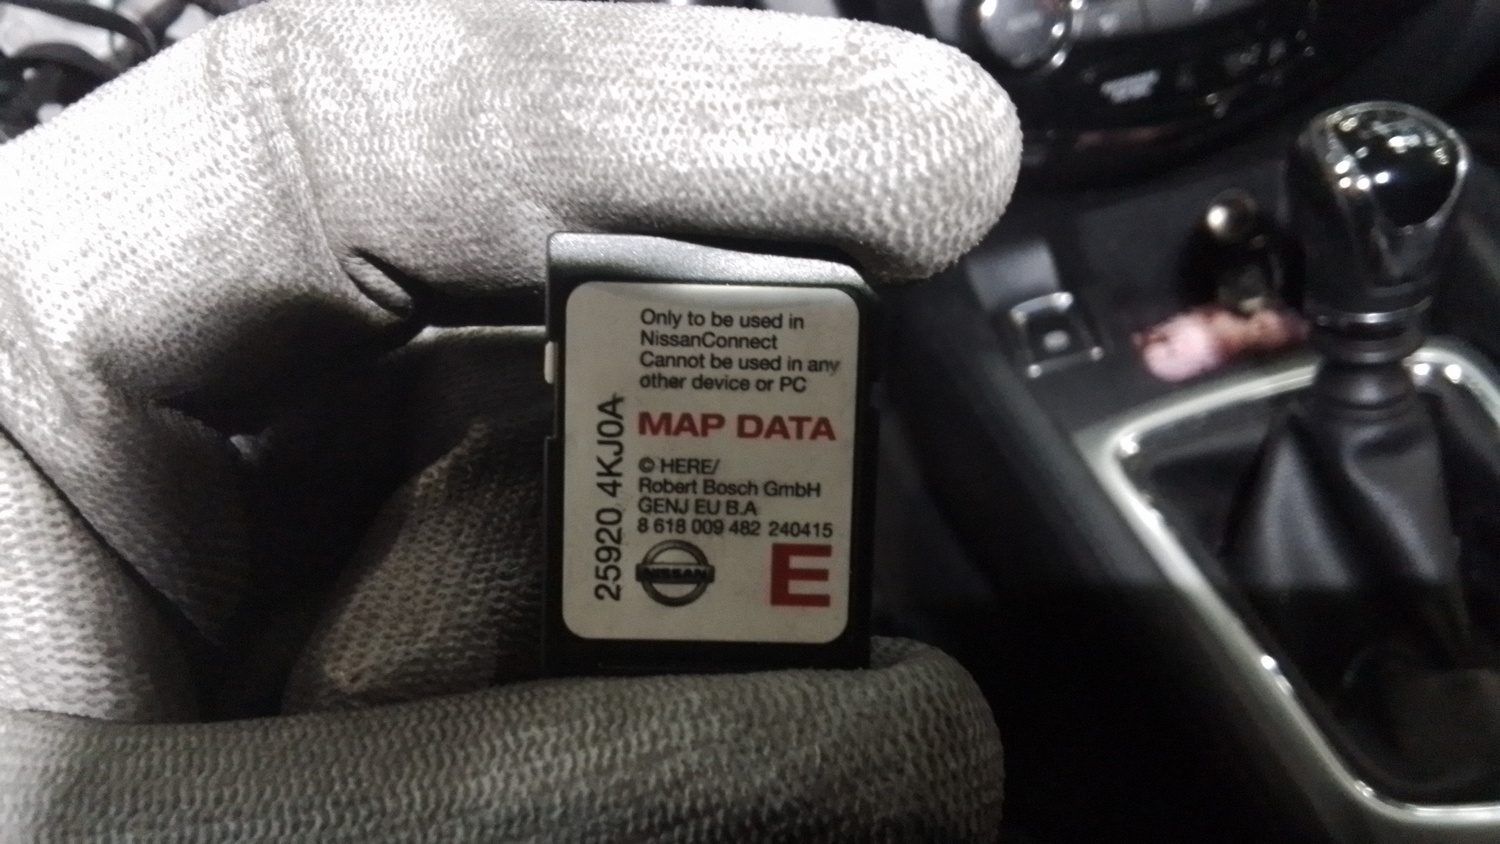 Only to be used in
NissanConnect
Cannot be used in any
other device or PC
MAP DATA
© HERE/
Robert Bosch GmbH
GENJ EU B.A
8 618 009 482 240415
NISSAN
E
25920 4KJ0A